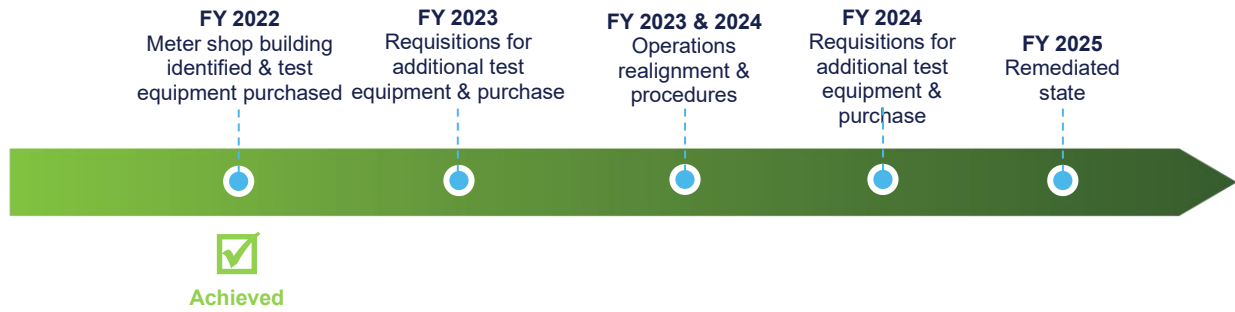 FY 2022
Meter shop building
identified & test
equipment purchased
FY 2023
Requisitions for
additional test
equipment & purchase
FY 2023 & 2024
Operations
realignment &
procedures
FY 2024
Requisitions for
additional test
equipment &
purchase
FY 2025
Remediated
state
Achieved